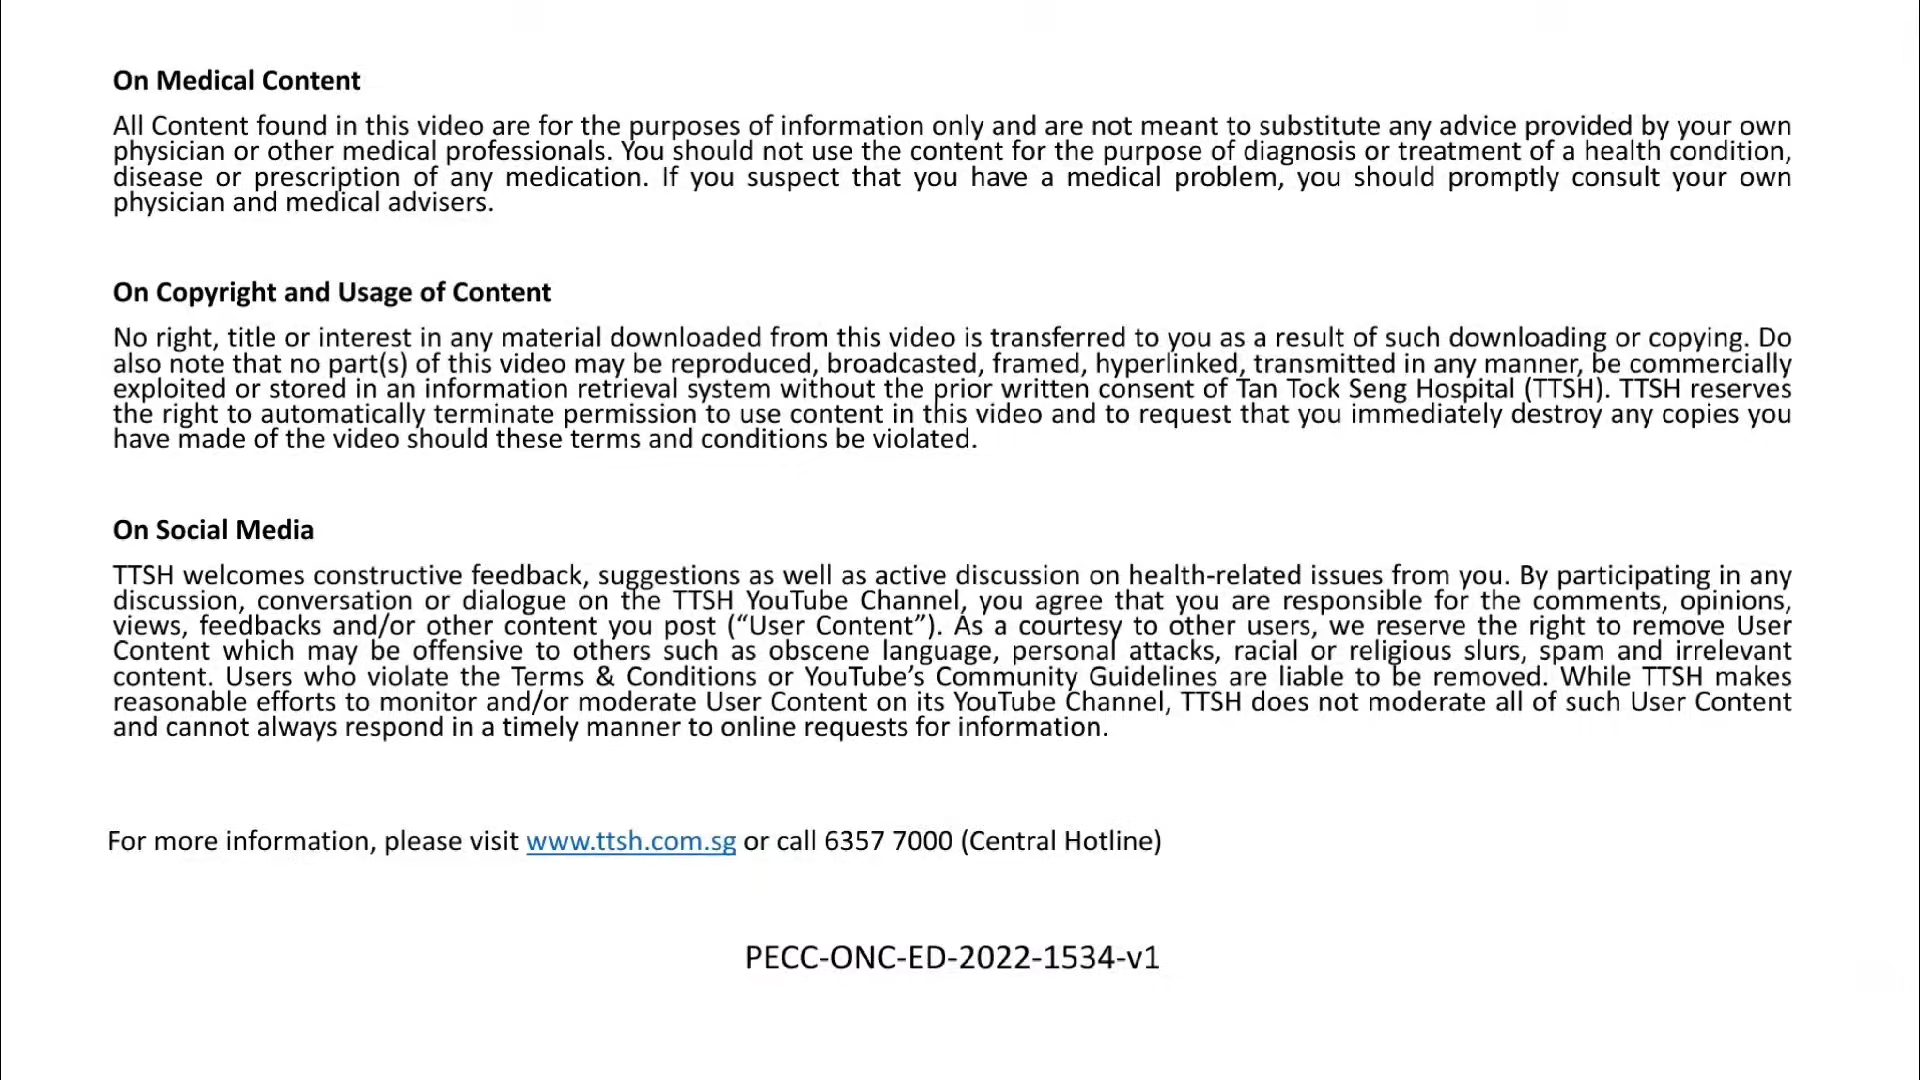 On Medical Content
All Content found in this video are for the purposes of information only and are not meant to substitute any advice provided by your own
physician or other medical professionals. You should not use the content for the purpose of diagnosis or treatment of a health condition,
disease or prescription of any medication. If you suspect that you have a medical problem, you should promptly consult your own
physician and medical advisers.
On Copyright and Usage of Content
No right, title or interest in any material downloaded from this video is transferred to you as a result of such downloading or copying. Do
also note that no part(s) of this video may be reproduced, broadcasted, framed, hyperlinked, transmitted in any manner, be commercially
exploited or stored in an information retrieval system without the prior written consent of Tan Tock Seng Hospital (TTSH). TTSH reserves
the right to automatically terminate permission to use content in this video and to request that you immediately destroy any copies you
have made of the video should these terms and conditions be violated.
On Social Media
TTSH welcomes constructive feedback, suggestions as well as active discussion on health-related issues from you. By participating in any
discussion, conversation or dialogue on the TTSH YouTube Channel, you agree that you are responsible for the comments, opinions,
views, feedbacks and/or other content you post (“User Content”). As a courtesy to other users, we reserve the right to remove User
Content which may be offensive to others such as obscene language, personal attacks, racial or religious slurs, spam and irrelevant
content. Users who violate the Terms & Conditions or YouTube’s Community Guidelines are liable to be removed. While TTSH makes
reasonable efforts to monitor and/or moderate User Content on its YouTube Channel, TTSH does not moderate all of such User Content
and cannot always respond in a timely manner to online requests for information.
For more information, please visit www.ttsh.com.sg or call 6357 7000 (Central Hotline)
PECC-ONC-ED-2022-1534-v1